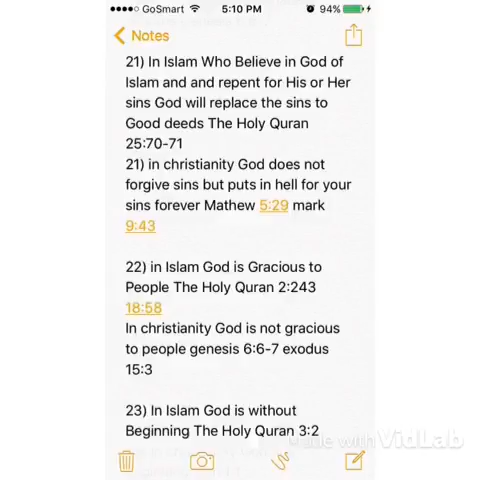 GoSmart 5:10 PM 94%
Notes
21) In Islam Who Believe in God of
Islam and and repent for His or Her
sins God will replace the sins to
Good deeds The Holy Quran
25:70-71
21) in christianity God does not
forgive sins but puts in hell for your
sins forever Mathew 5:29 mark
9:43
22) in Islam God is Gracious to
People The Holy Quran 2:243
18:58
In christianity God is not gracious
to people genesis 6:6-7 exodus
15:3
23) In Islam God is without
Beginning The Holy Quran 3:2
with VidLab